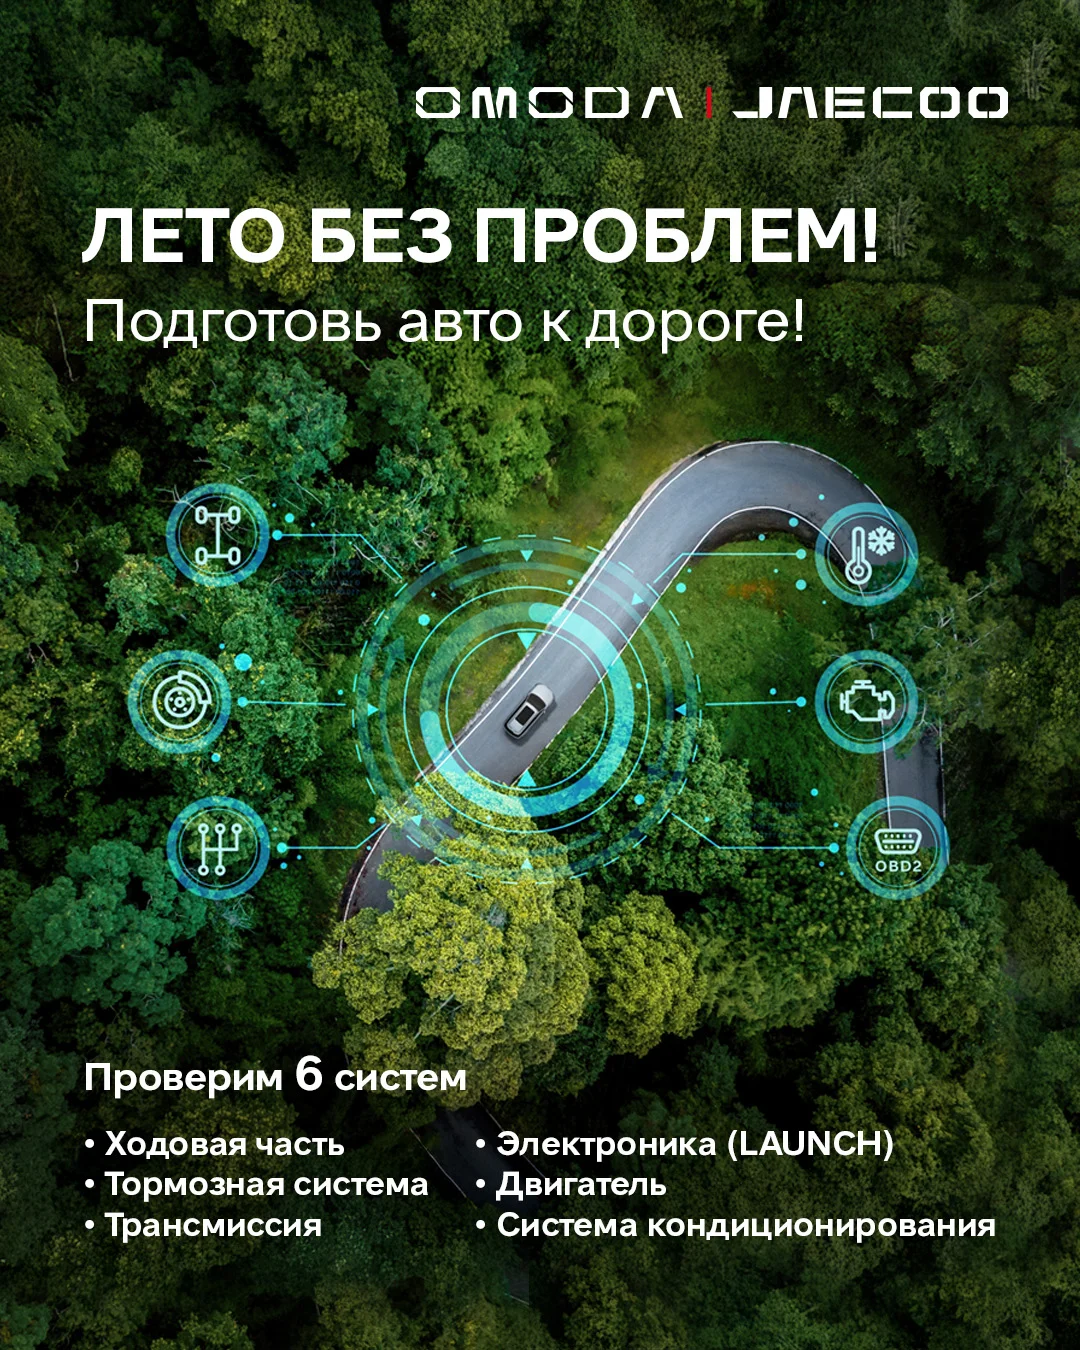 OMODA | JAECOO
ЛЕТО БЕЗ ПРОБЛЕМ!
Подготовь авто к дороге!
OBD2
Проверим 6 систем
• Ходовая часть
• Тормозная система
• Трансмиссия
• Электроника (LAUNCH)
• Двигатель
• Система кондиционирования